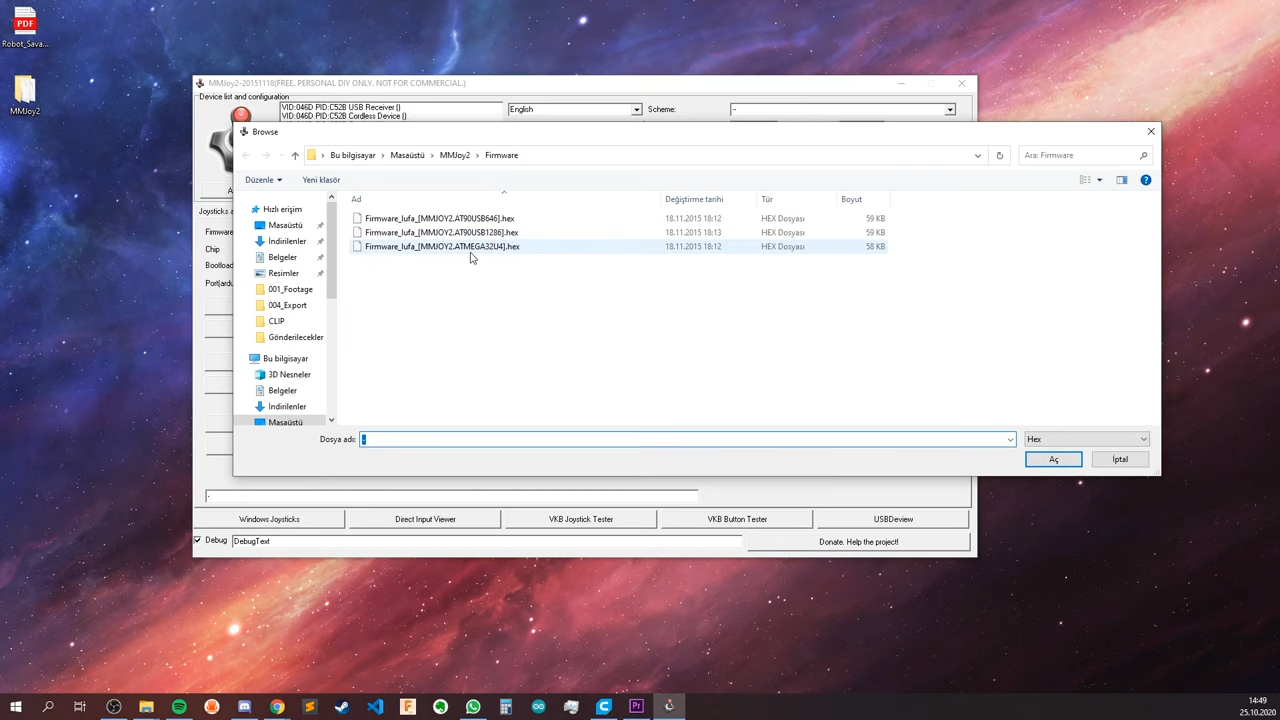 PDF
Robot_Sava...
MMJoy2
MMJoy2-20151118(FREE. PERSONAL DIY ONLY. NOT FOR COMMERCIAL.)
Device list and configuration
VID:046D PID:C52B USB Receiver ()
VID:046D PID:C52B Cordless Device ()
English
Scheme:
--
Browse
Bu bilgisayar > Masaüstü > MMJoy2 > Firmware
Ara: Firmware
Düzenle
Yeni klasör
Ad
Değiştirme tarihi
Tür
Boyut
Firmware_lufa_[MMJOY2.AT90USB646].hex 18.11.2015 18:12 HEX Dosyası 59 KB
Firmware_lufa_[MMJOY2.AT90USB1286].hex 18.11.2015 18:13 HEX Dosyası 59 KB
Firmware_lufa_[MMJOY2.ATMEGA32U4].hex 18.11.2015 18:12 HEX Dosyası 58 KB
Hızlı erişim
Masaüstü
İndirilenler
Belgeler
Resimler
001_Footage
004_Export
CLIP
Gönderilecekler
Bu bilgisayar
3D Nesneler
Belgeler
İndirilenler
Masaüstü
A
Joysticks a
Firmware
Chip
Bootload
Port(ardu
Dosya adı:
Hex
Aç
İptal
Windows Joysticks
Direct Input Viewer
VKB Joystick Tester
VKB Button Tester
USBDeview
Debug
DebugText
Donate. Help the project!
14:49
25.10.2020